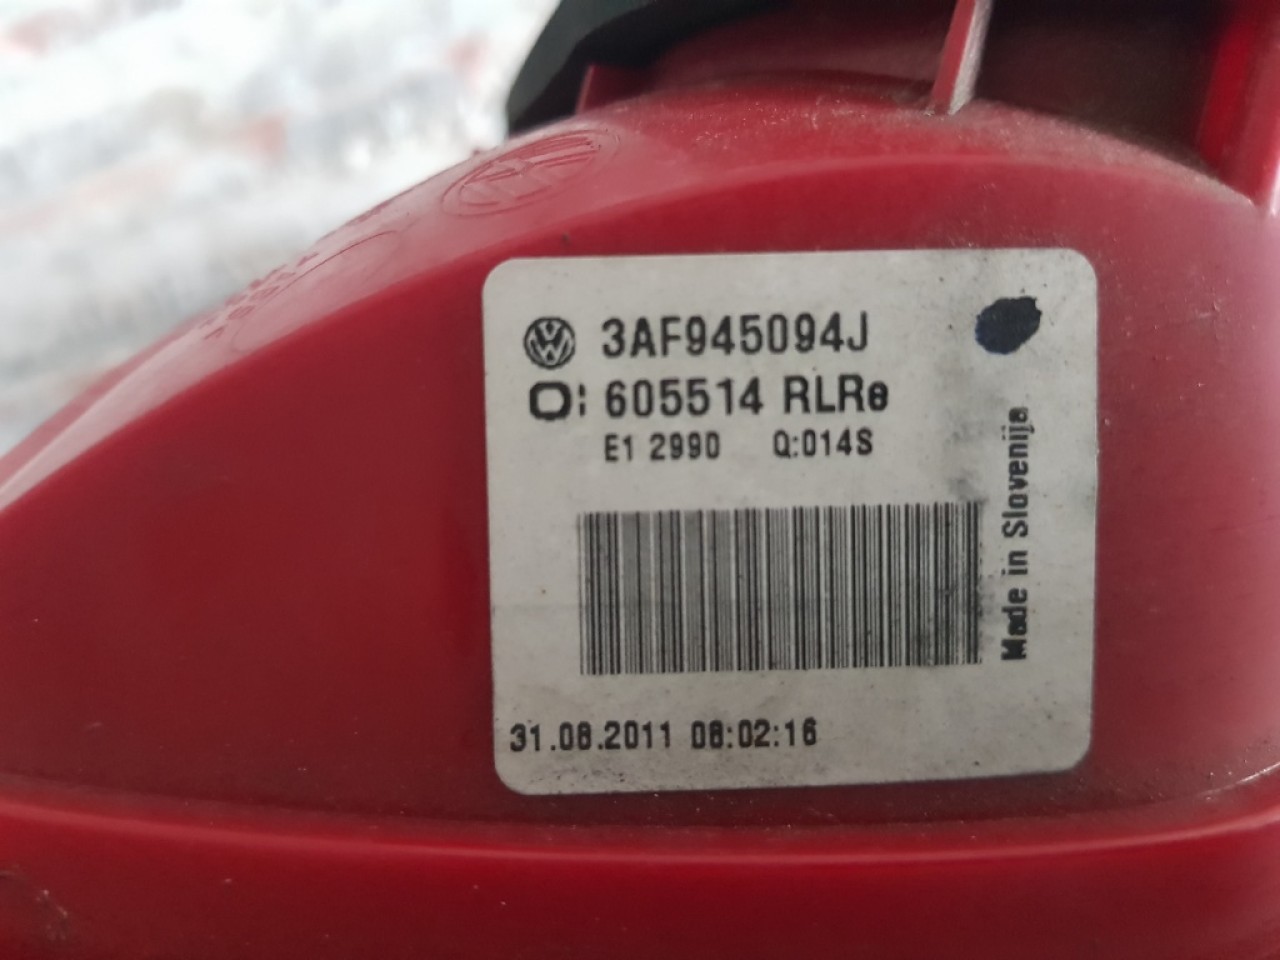 3AF945094J
O: 605514 RLRe
E1 2990 Q:014S
Made in Slovenija
31.08.2011 08:02:16